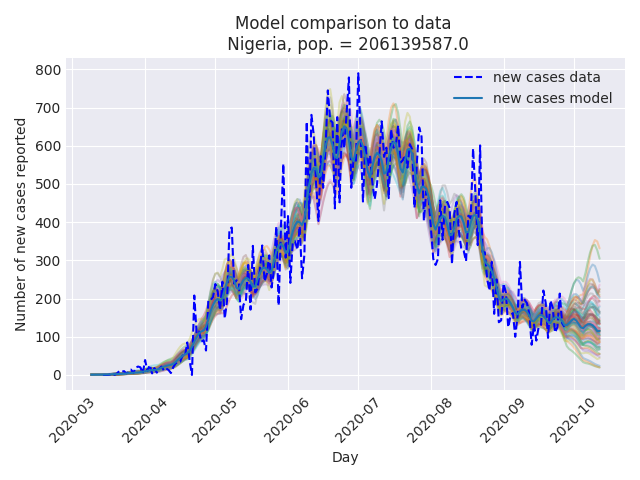 Model comparison to data
Nigeria, pop. = 206139587.0
new cases data
new cases model
Number of new cases reported
800
700
600
500
400
300
200
100
0
2020-03
2020-04
2020-05
2020-06
2020-07
2020-08
2020-09
2020-10
Day